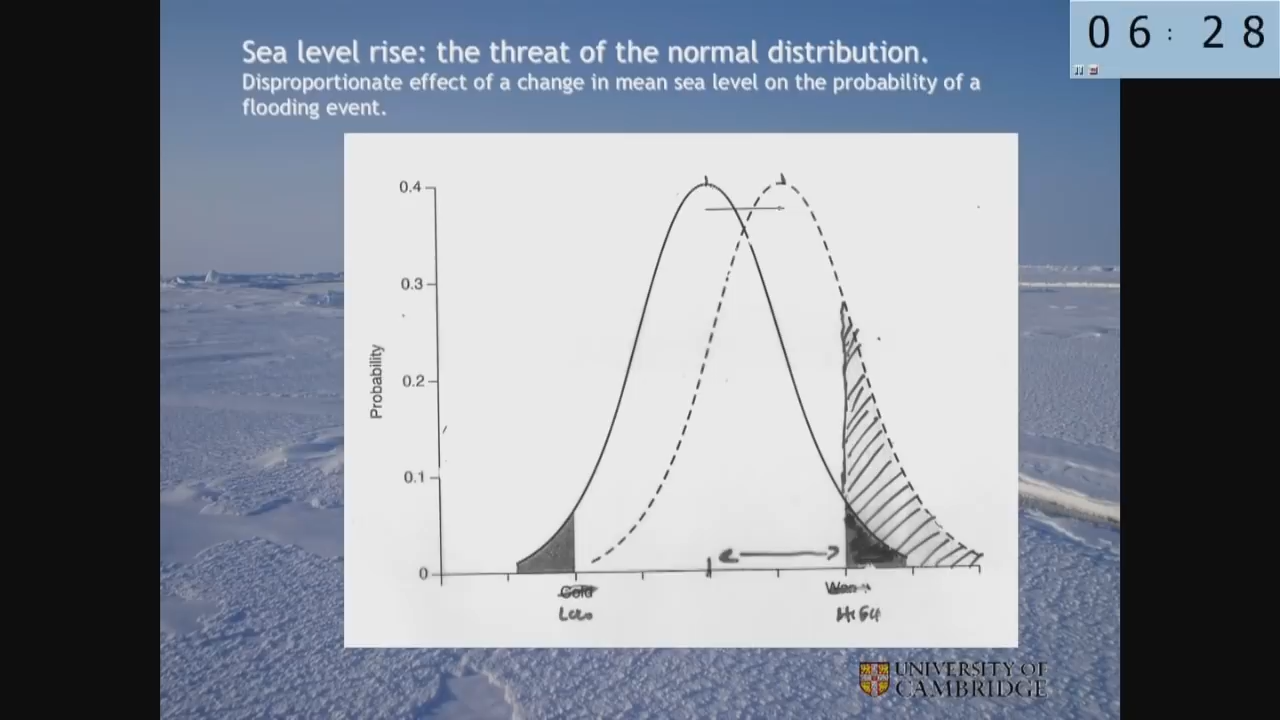 06:28
Sea level rise: the threat of the normal distribution.
Disproportionate effect of a change in mean sea level on the probability of a
flooding event.
0.4
0.3
0.2
0.1
0
Probability
Cold
Low
High
UNIVERSITY OF
CAMBRIDGE